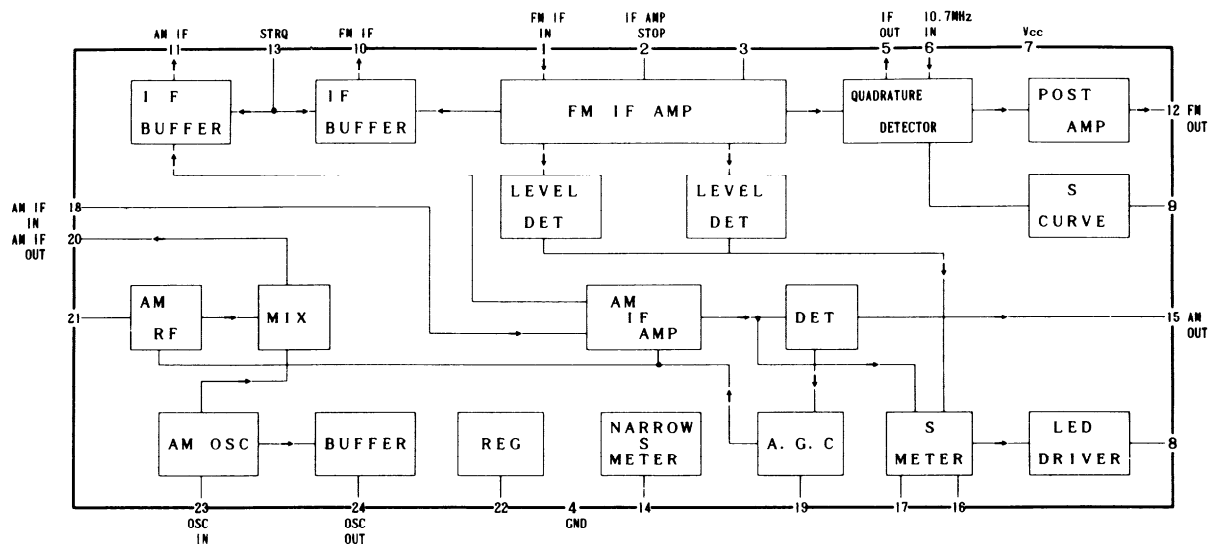 AM IF
11
STRQ
13
FM IF
10
FM IF
IN
1
IF AMP
STOP
2
3
IF
OUT
5
10.7MHz
IN
6
Vcc
7
I F
BUFFER
IF
BUFFER
FM IF AMP
QUADRATURE
DETECTOR
POST
AMP
12 FM
OUT
LEVEL
DET
LEVEL
DET
S
CURVE
9
AM IF 18
IN
AM IF 20
OUT
21
AM
RF
MIX
AM
IF
AMP
DET
15 AM
OUT
AM OSC
BUFFER
REG
NARROW
S
METER
A. G. C
S
METER
LED
DRIVER
8
23
OSC
IN
24
OSC
OUT
22
4
GND
14
19
17
16